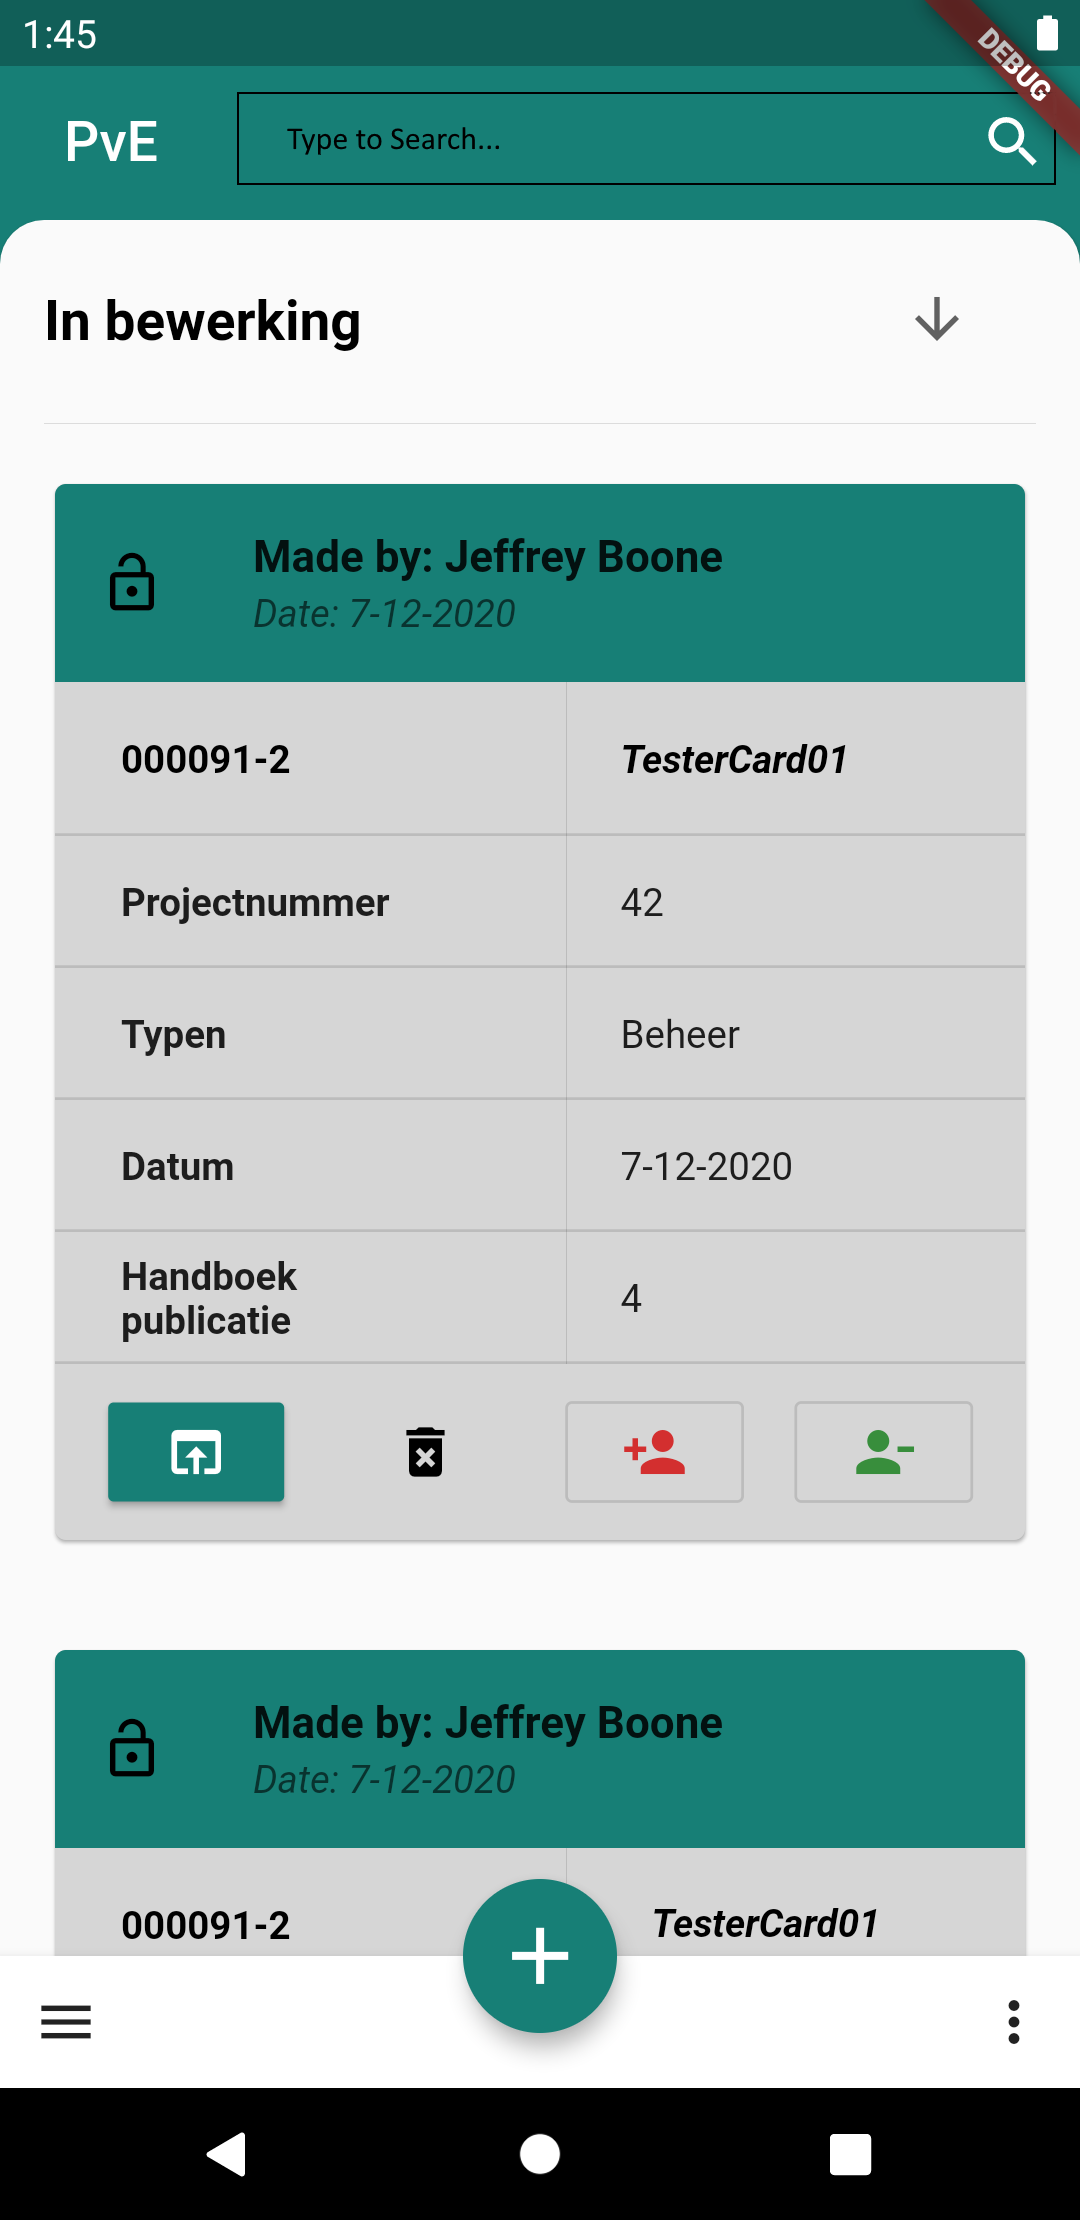 1:45
DEBUG
PvE
Type to Search...
In bewerking
Made by: Jeffrey Boone
Date: 7-12-2020
000091-2 TesterCard01
Projectnummer 42
Typen Beheer
Datum 7-12-2020
Handboek
publicatie 4
Made by: Jeffrey Boone
Date: 7-12-2020
000091-2 TesterCard01